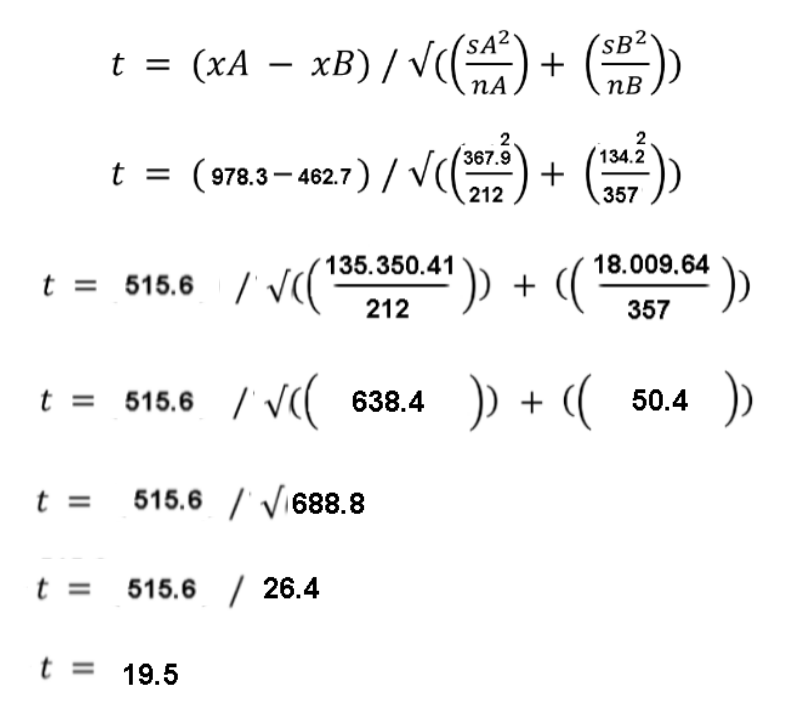 t = (xA − xB) / √((sA²/nA) + (sB²/nB))
t = (978.3 − 462.7) / √((367.9²/212) + (134.2²/357))
t = 515.6 / √((135.350.41/212)) + ((18.009.64/357))
t = 515.6 / √((638.4)) + ((50.4))
t = 515.6 / √688.8
t = 515.6 / 26.4
t = 19.5